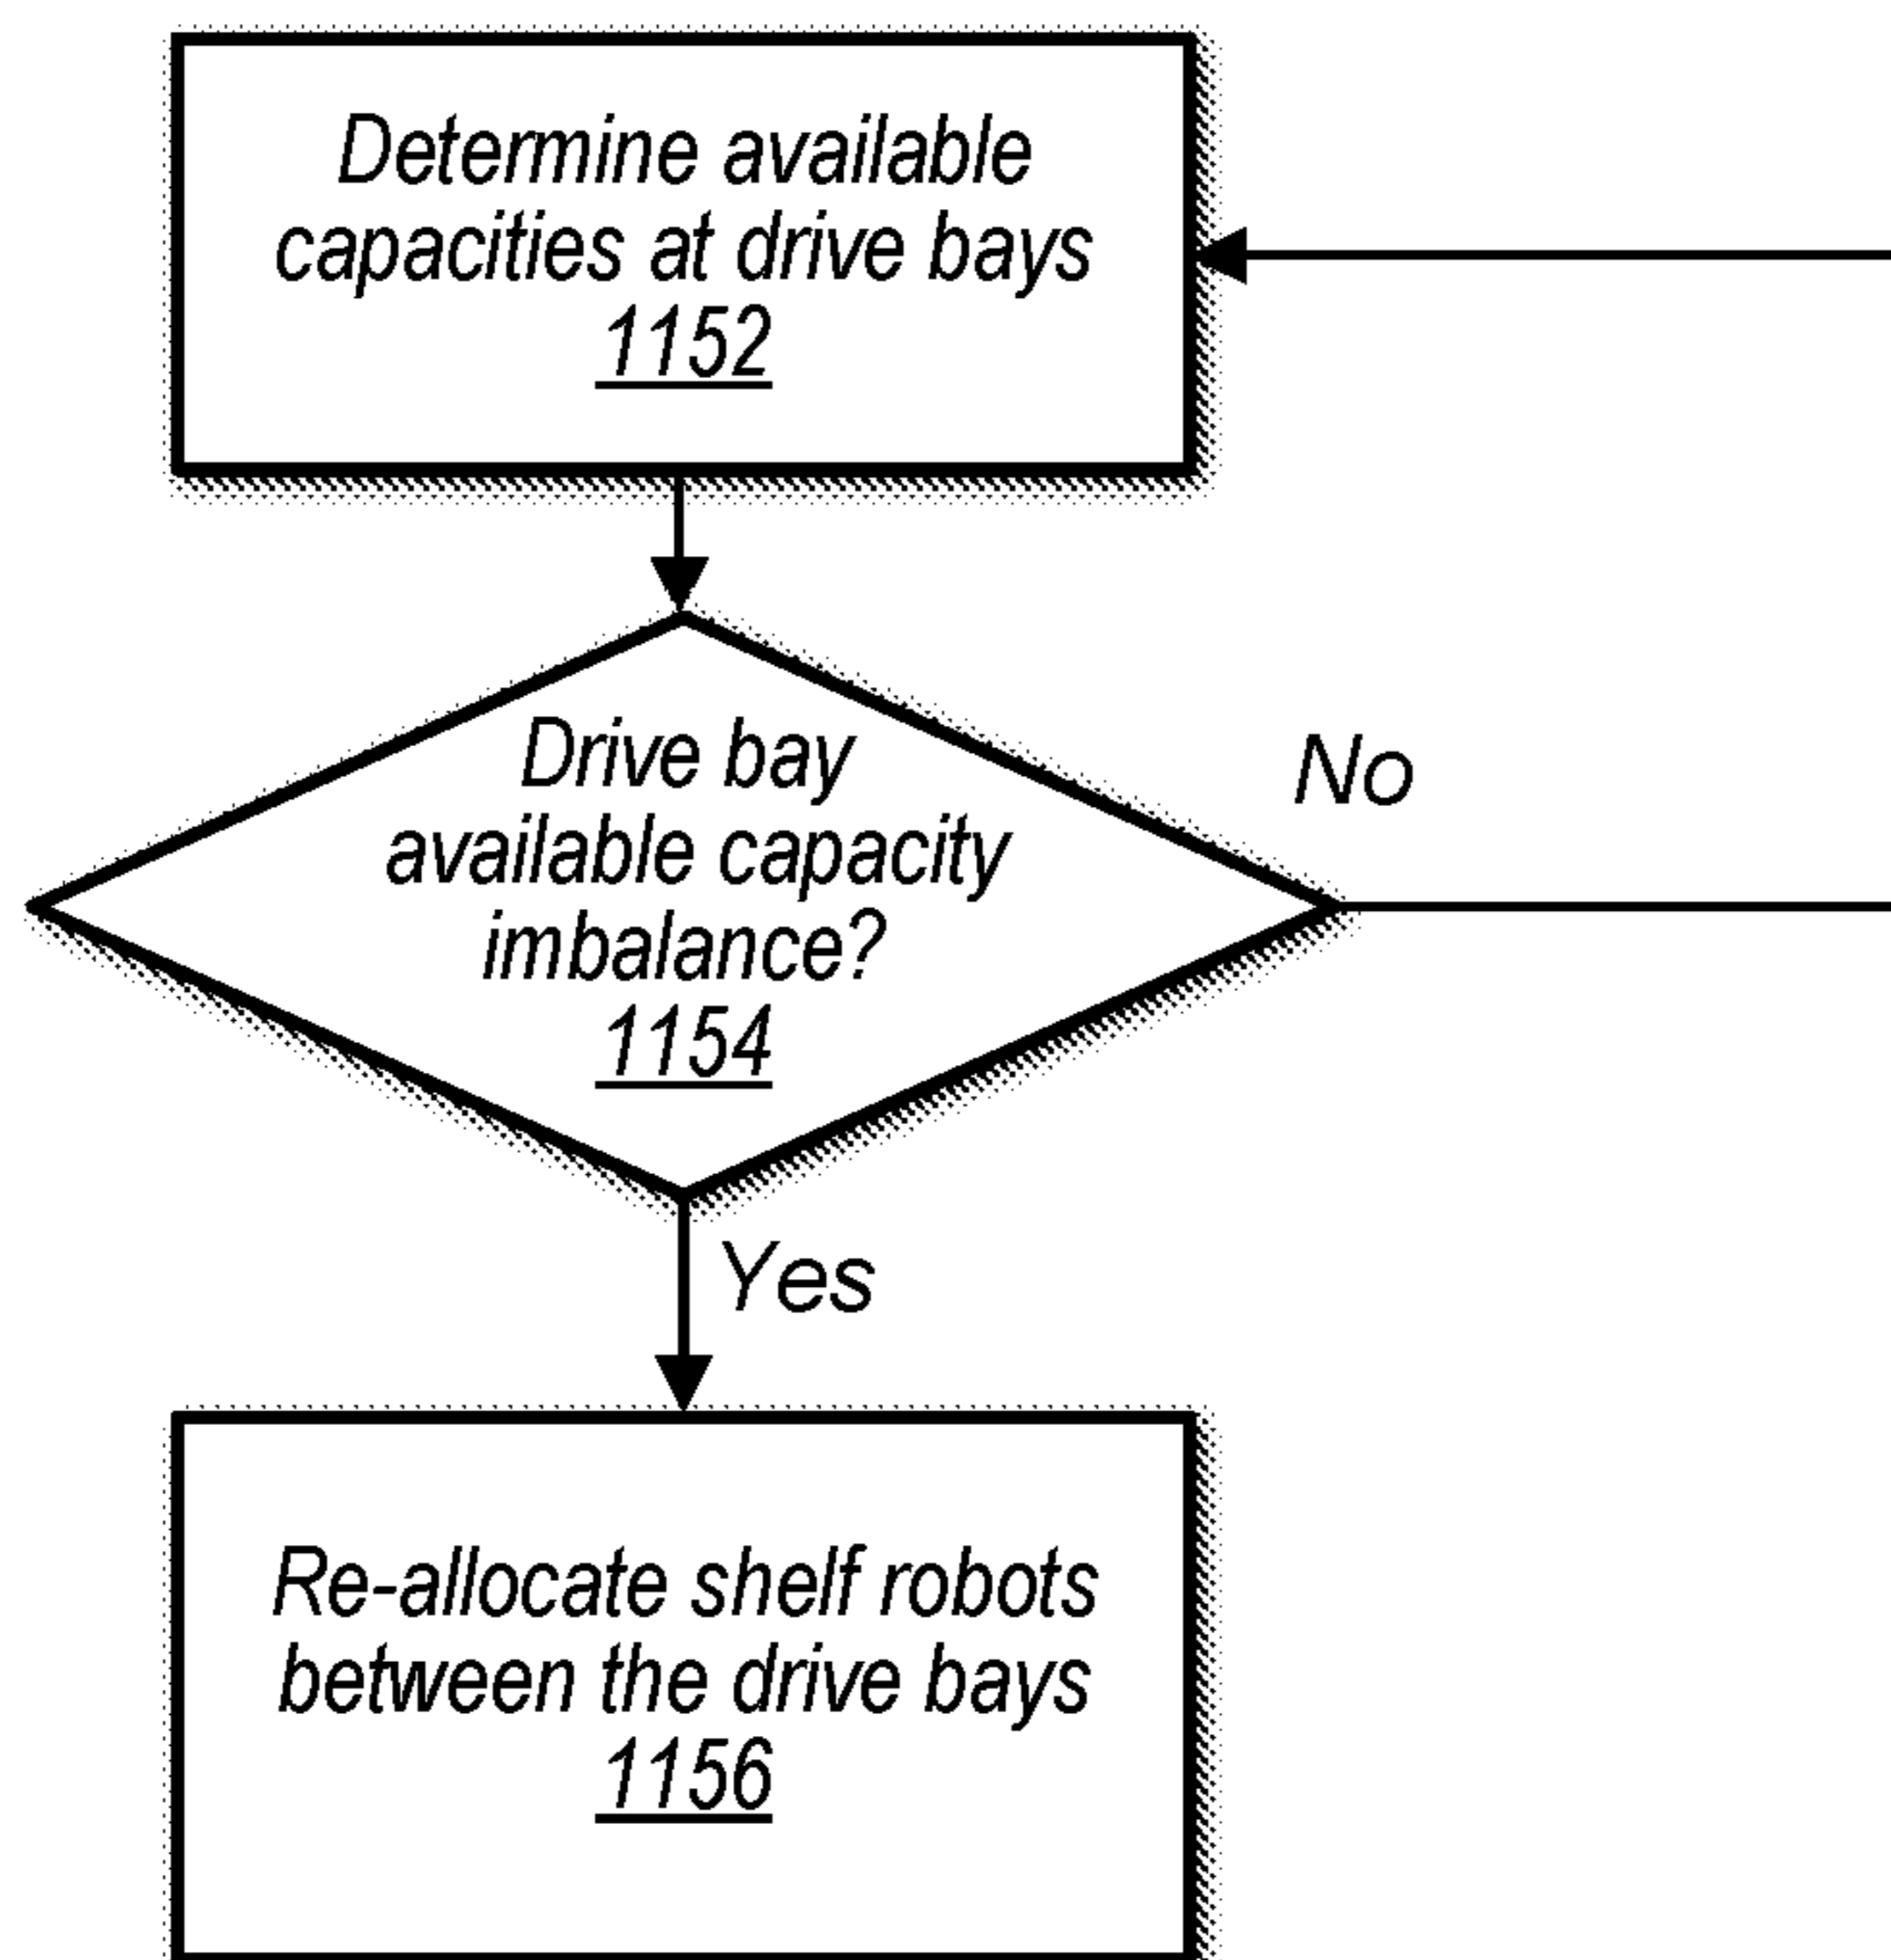 Determine available
capacities at drive bays
1152
Drive bay
available capacity
imbalance?
1154
No
Yes
Re-allocate shelf robots
between the drive bays
1156